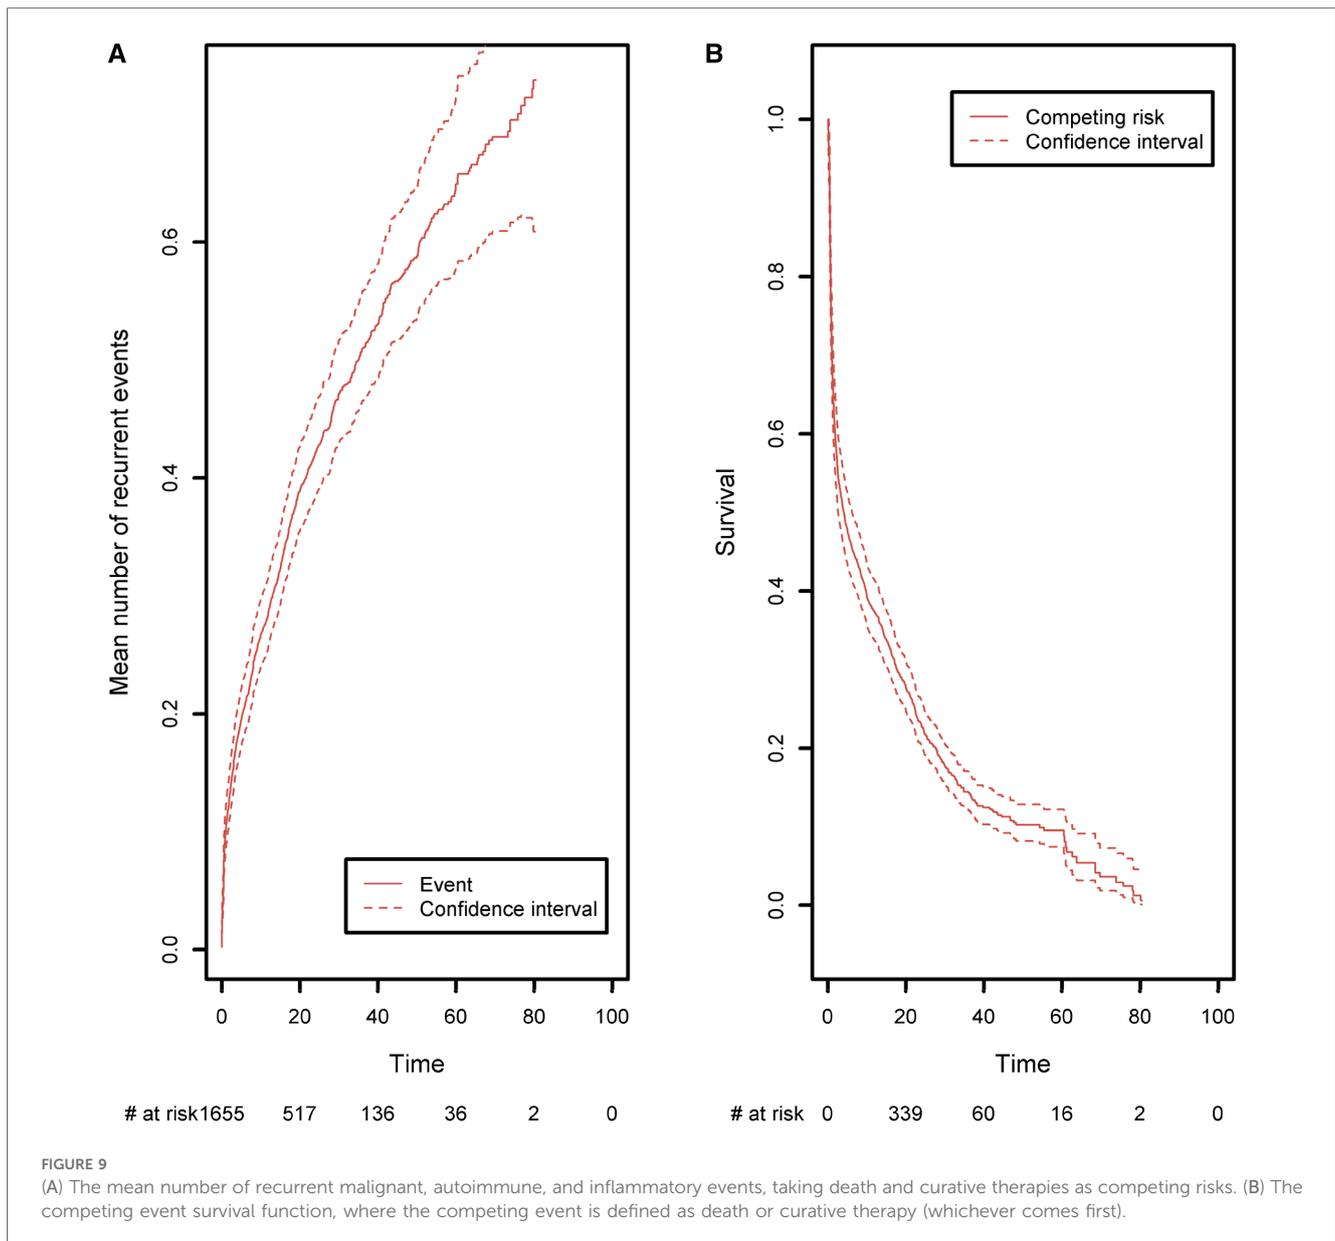 A
Mean number of recurrent events
0.6
0.4
0.2
0.0
Event
Confidence interval
0 20 40 60 80 100
Time
# at risk 1655 517 136 36 2 0
B
Survival
1.0
0.8
0.6
0.4
0.2
0.0
Competing risk
Confidence interval
0 20 40 60 80 100
Time
# at risk 0 339 60 16 2 0
FIGURE 9
(A) The mean number of recurrent malignant, autoimmune, and inflammatory events, taking death and curative therapies as competing risks. (B) The
competing event survival function, where the competing event is defined as death or curative therapy (whichever comes first).